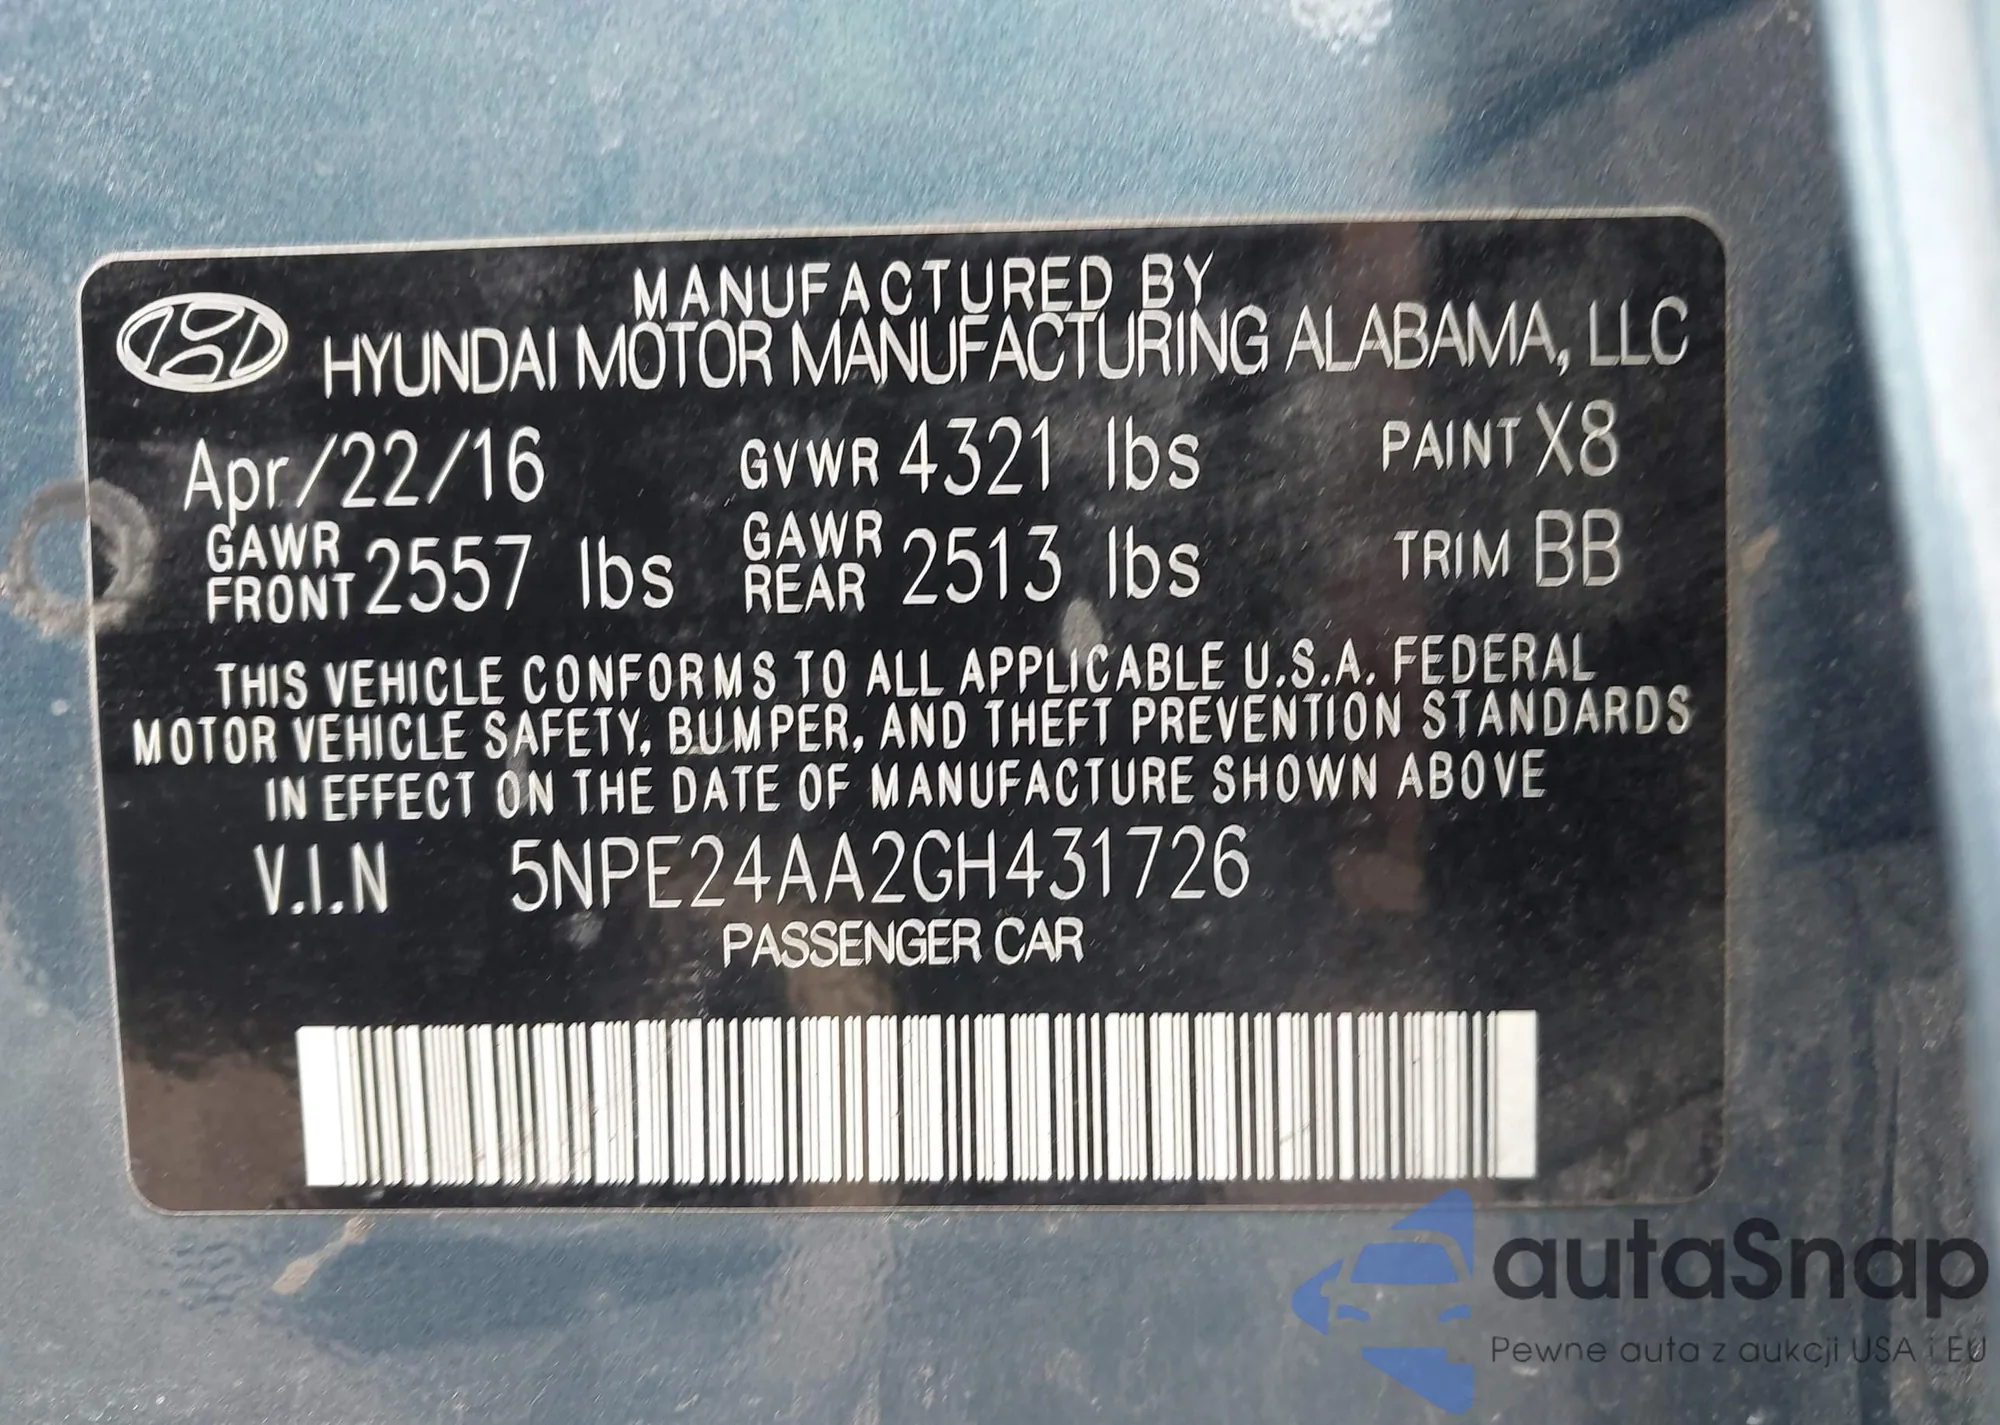 MANUFACTURED BY
HYUNDAI MOTOR MANUFACTURING ALABAMA, LLC
Apr/22/16 GVWR 4321 lbs PAINT X8
GAWR FRONT 2557 lbs GAWR REAR 2513 lbs TRIM BB
THIS VEHICLE CONFORMS TO ALL APPLICABLE U.S.A. FEDERAL
MOTOR VEHICLE SAFETY, BUMPER, AND THEFT PREVENTION STANDARDS
IN EFFECT ON THE DATE OF MANUFACTURE SHOWN ABOVE
V.I.N 5NPE24AA2GH431726
PASSENGER CAR
autaSnap
Pewne auta z aukcji USA i EU